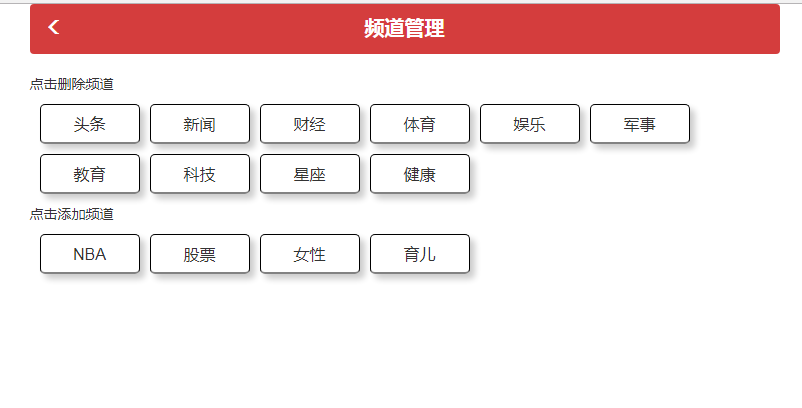 频道管理
点击删除频道
头条 新闻 财经 体育 娱乐 军事
教育 科技 星座 健康
点击添加频道
NBA 股票 女性 育儿